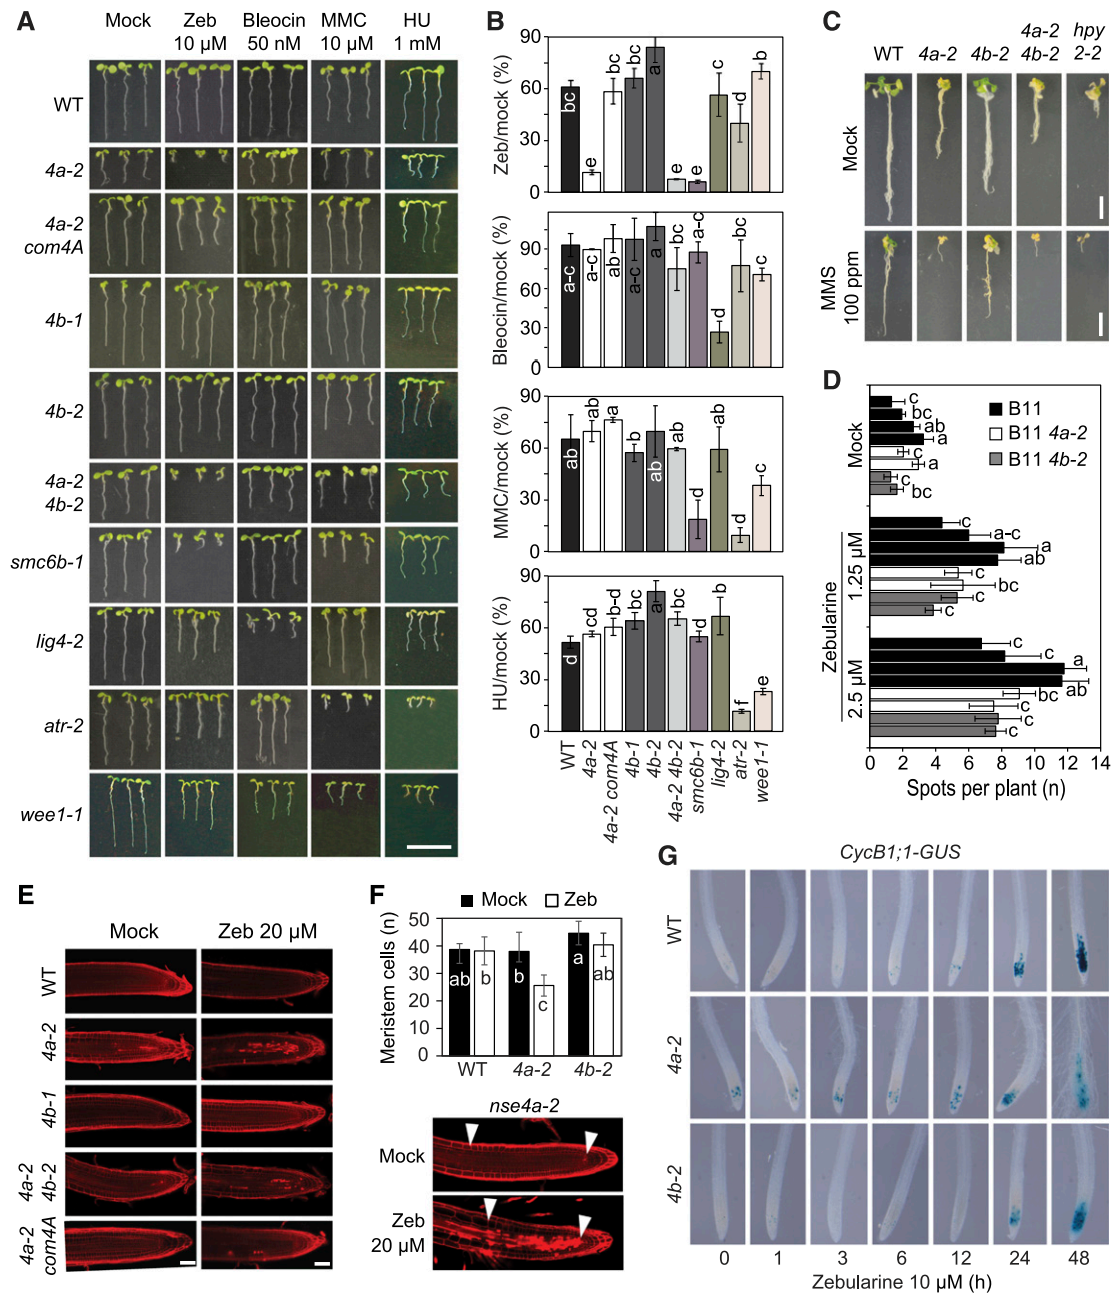 A
Mock Zeb Bleocin MMC HU
10 µM 50 nM 10 µM 1 mM
WT
4a-2
4a-2
com4A
4b-1
4b-2
4a-2
4b-2
smc6b-1
lig4-2
atr-2
wee1-1
B
Zeb/mock (%)
90
60
30
0
bc
e
bc
bc
a
e
e
c
d
b
Bleocin/mock (%)
90
60
30
0
a-c
a-c
ab
a-c
a
bc
a-c
d
bc
c
MMC/mock (%)
90
60
30
0
ab
ab
a
b
ab
ab
d
ab
d
c
HU/mock (%)
90
60
30
0
d
cd
b-d
bc
a
bc
d
b
f
e
WT
4a-2
4a-2 com4A
4b-1
4b-2
4a-2 4b-2
smc6b-1
lig4-2
atr-2
wee1-1
C
4a-2 hpy
WT 4a-2 4b-2 4b-2 2-2
Mock
MMS
100 ppm
D
B11
B11 4a-2
B11 4b-2
Mock
c
bc
ab
a
c
a
c
bc
Zebularine
1.25 µM
c
a-c
a
ab
c
bc
c
c
2.5 µM
c
c
a
ab
bc
c
c
c
0 2 4 6 8 10 12 14
Spots per plant (n)
E
Mock Zeb 20 µM
WT
4a-2
4b-1
4a-2
4b-2
4a-2
com4A
F
Mock Zeb
Meristem cells (n)
50
40
30
20
10
0
ab
b
b
c
a
ab
WT 4a-2 4b-2
nse4a-2
Mock
Zeb
20 µM
G
CycB1;1-GUS
WT
4a-2
4b-2
0 1 3 6 12 24 48
Zebularine 10 µM (h)